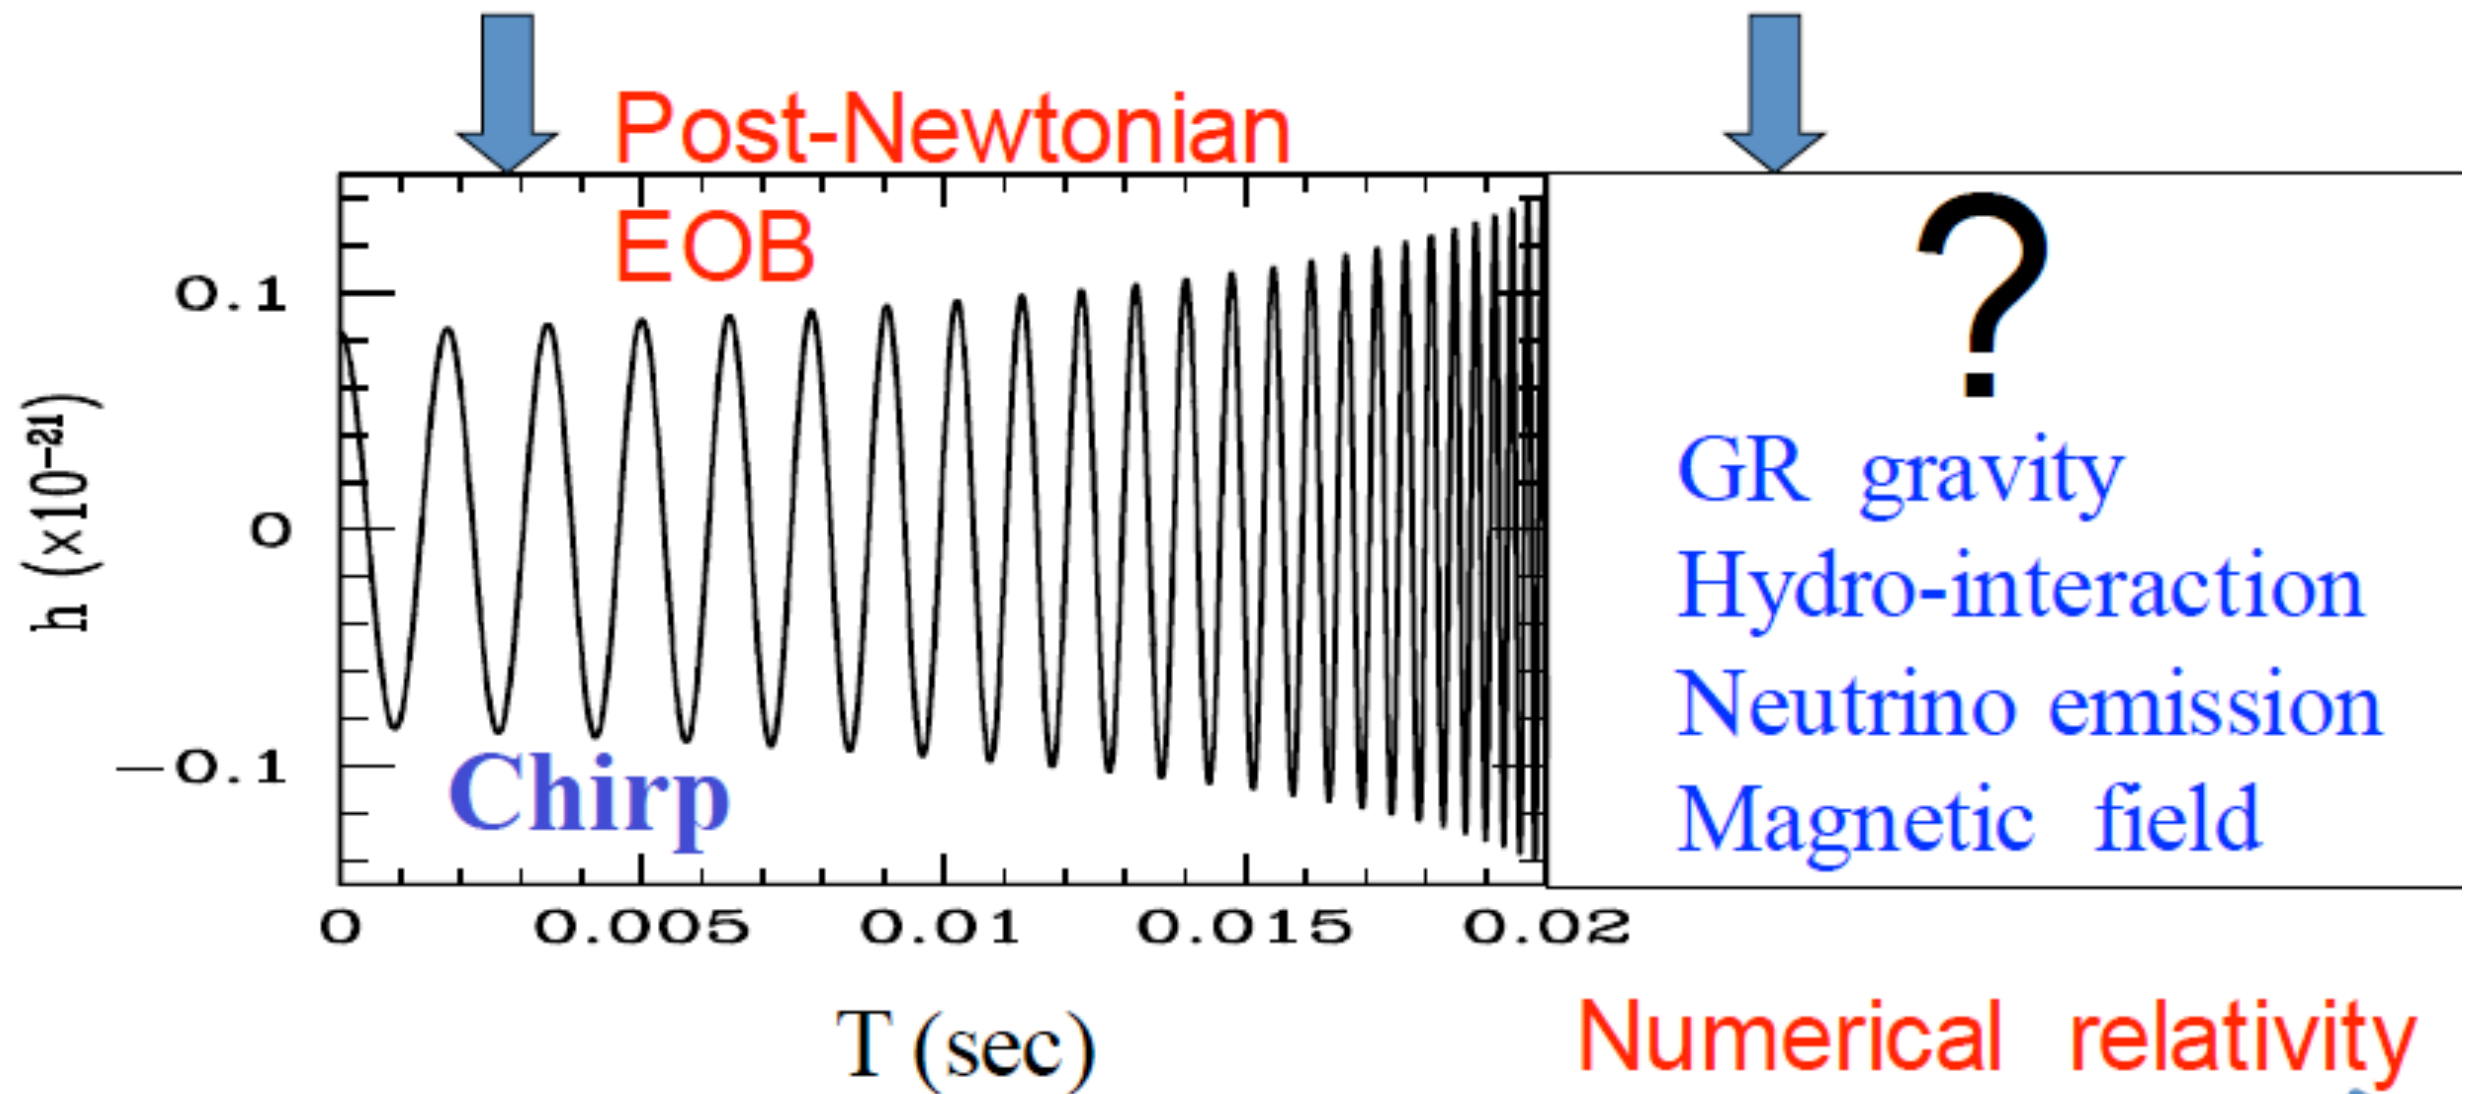 Post-Newtonian
EOB
0.1
0
−0.1
h (×10⁻²¹)
Chirp
0 0.005 0.01 0.015 0.02
T (sec)
?
GR gravity
Hydro-interaction
Neutrino emission
Magnetic field
Numerical relativity